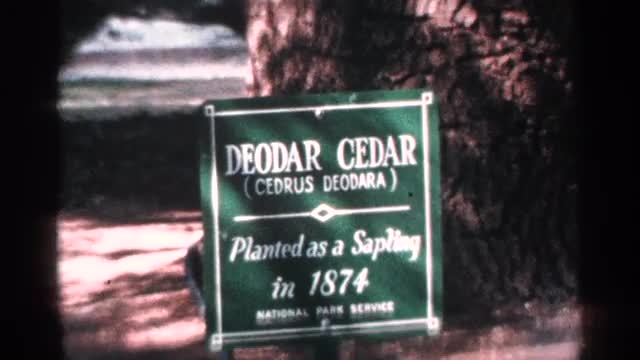 DEODAR CEDAR
(CEDRUS DEODARA)
Planted as a Sapling
in 1874
NATIONAL PARK SERVICE